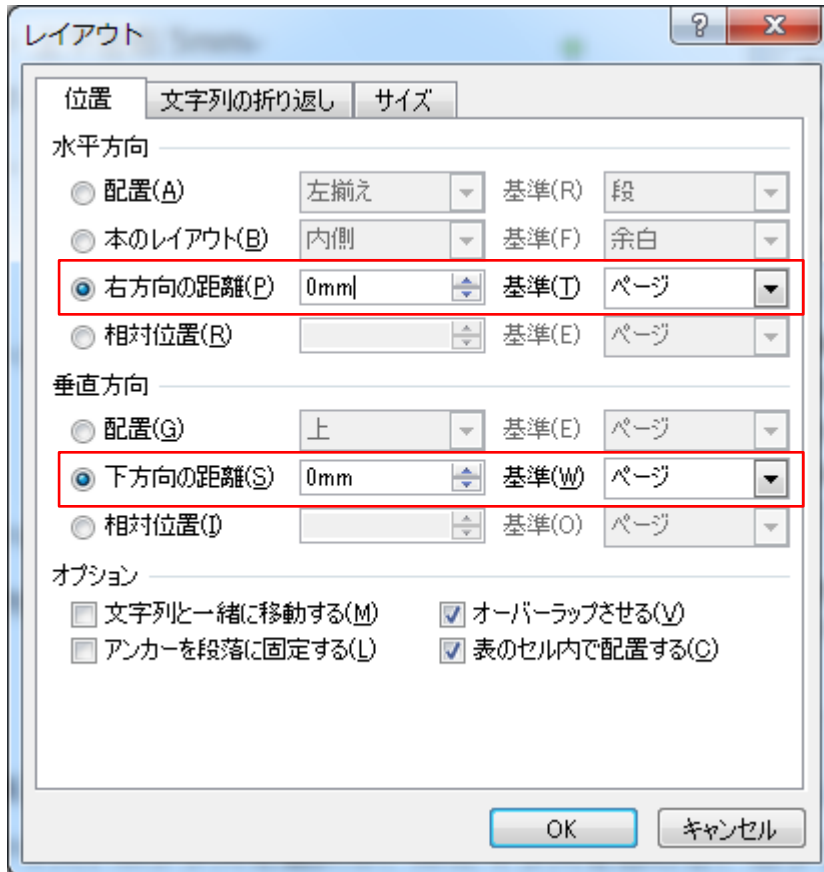 レイアウト
位置 文字列の折り返し サイズ
水平方向
配置(A) 左揃え 基準(R) 段
本のレイアウト(B) 内側 基準(F) 余白
右方向の距離(P) 0mm 基準(T) ページ
相対位置(R) 基準(E) ページ
垂直方向
配置(G) 上 基準(E) ページ
下方向の距離(S) 0mm 基準(W) ページ
相対位置(I) 基準(O) ページ
オプション
文字列と一緒に移動する(M) オーバーラップさせる(V)
アンカーを段落に固定する(L) 表のセル内で配置する(C)
OK キャンセル